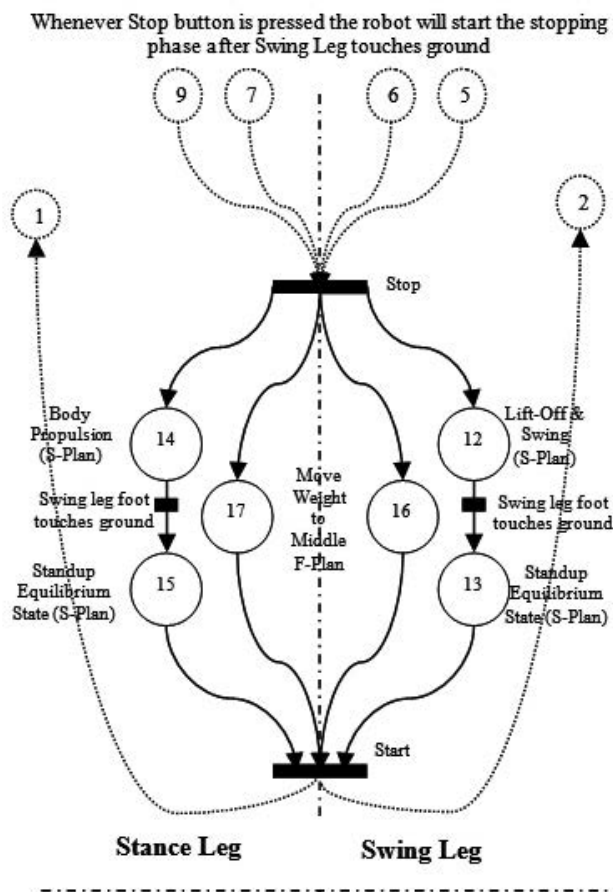 Whenever Stop button is pressed the robot will start the stopping
phase after Swing Leg touches ground
9
7
6
5
1
2
Stop
Body
Propulsion
(S-Plan)
14
12
Lift-Off &
Swing
(S-Plan)
Swing leg foot
touches ground
17
Move
Weight
to
Middle
F-Plan
16
Swing leg foot
touches ground
Standup
Equilibrium
State (S-Plan)
15
13
Standup
Equilibrium
State (S-Plan)
Start
Stance Leg
Swing Leg